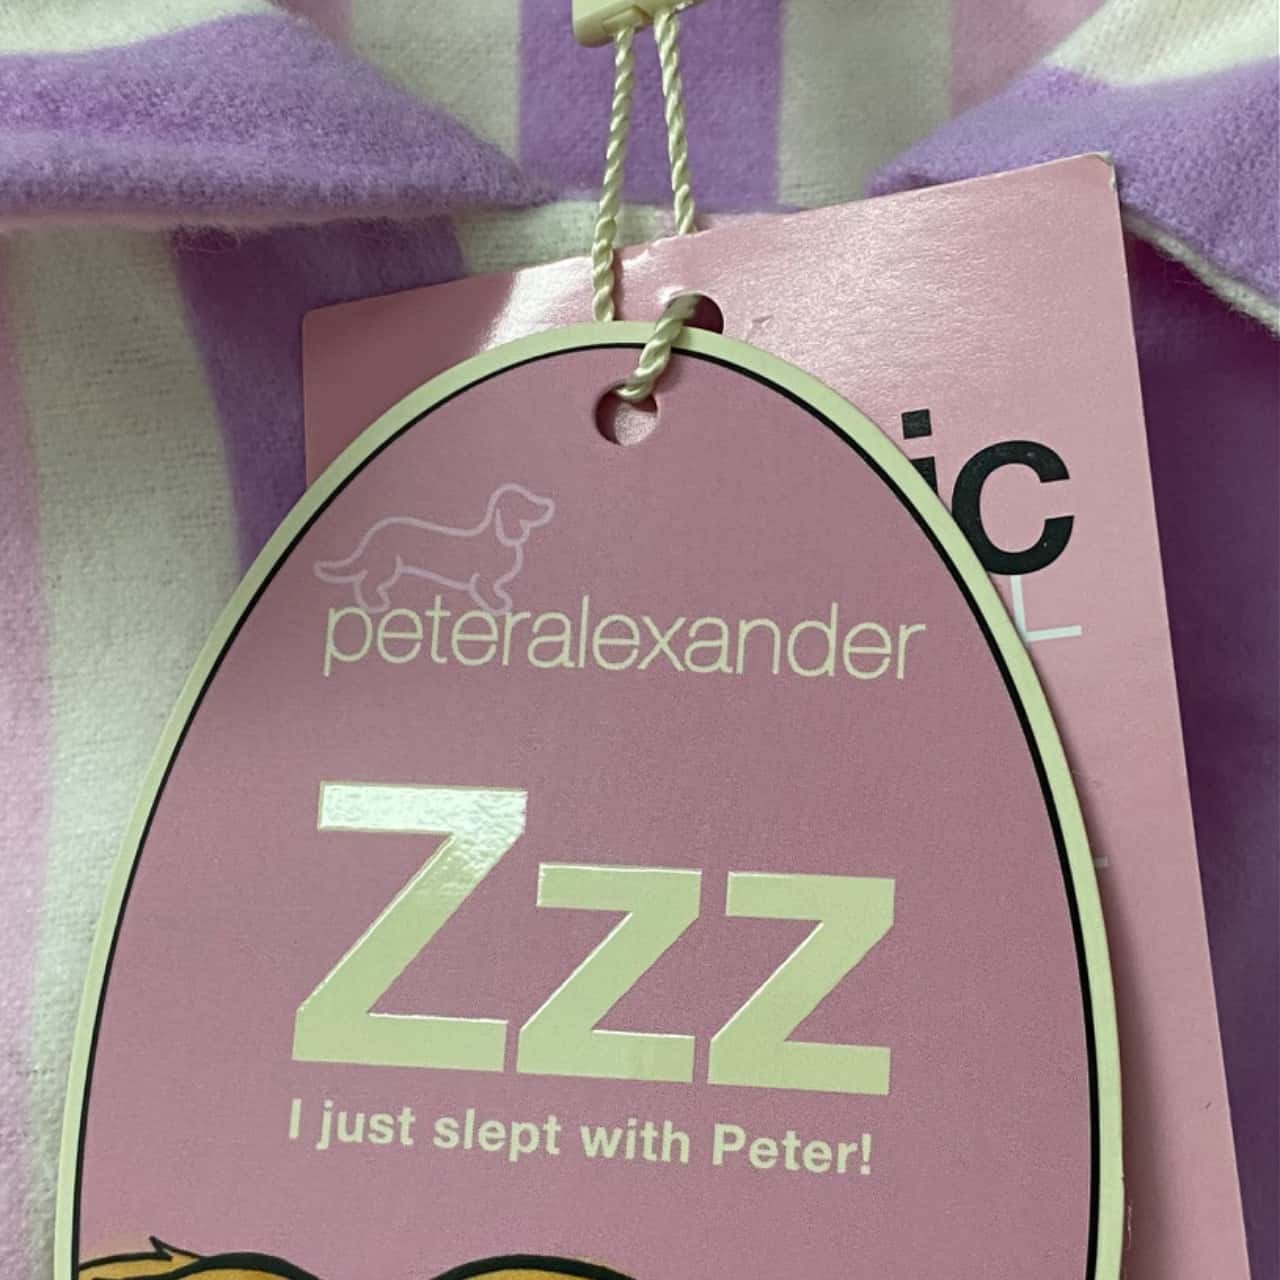 ic
L
peteralexander
Zzz
I just slept with Peter!